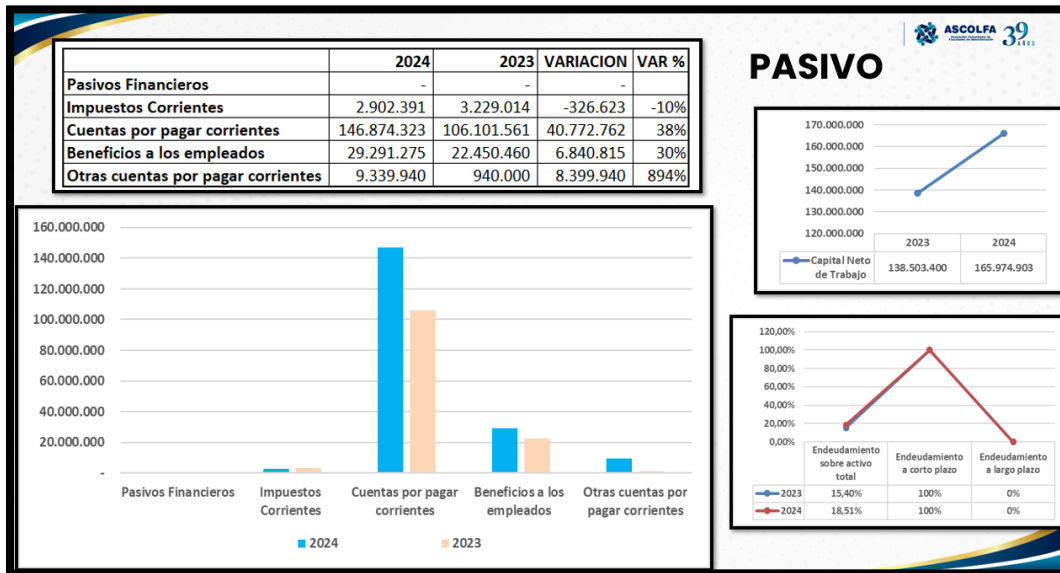 ASCOLFA
Asociación Colombiana de
Facultades de Administración
39
AÑOS
PASIVO
2024 2023 VARIACION VAR %
Pasivos Financieros - - -
Impuestos Corrientes 2.902.391 3.229.014 -326.623 -10%
Cuentas por pagar corrientes 146.874.323 106.101.561 40.772.762 38%
Beneficios a los empleados 29.291.275 22.450.460 6.840.815 30%
Otras cuentas por pagar corrientes 9.339.940 940.000 8.399.940 894%
160.000.000
140.000.000
120.000.000
100.000.000
80.000.000
60.000.000
40.000.000
20.000.000
-
Pasivos Financieros
Impuestos
Corrientes
Cuentas por pagar
corrientes
Beneficios a los
empleados
Otras cuentas por
pagar corrientes
2024 2023
170.000.000
160.000.000
150.000.000
140.000.000
130.000.000
120.000.000
2023 2024
Capital Neto
de Trabajo
138.503.400 165.974.903
120,00%
100,00%
80,00%
60,00%
40,00%
20,00%
0,00%
Endeudamiento
sobre activo
total
Endeudamiento
a corto plazo
Endeudamiento
a largo plazo
2023 15,40% 100% 0%
2024 18,51% 100% 0%